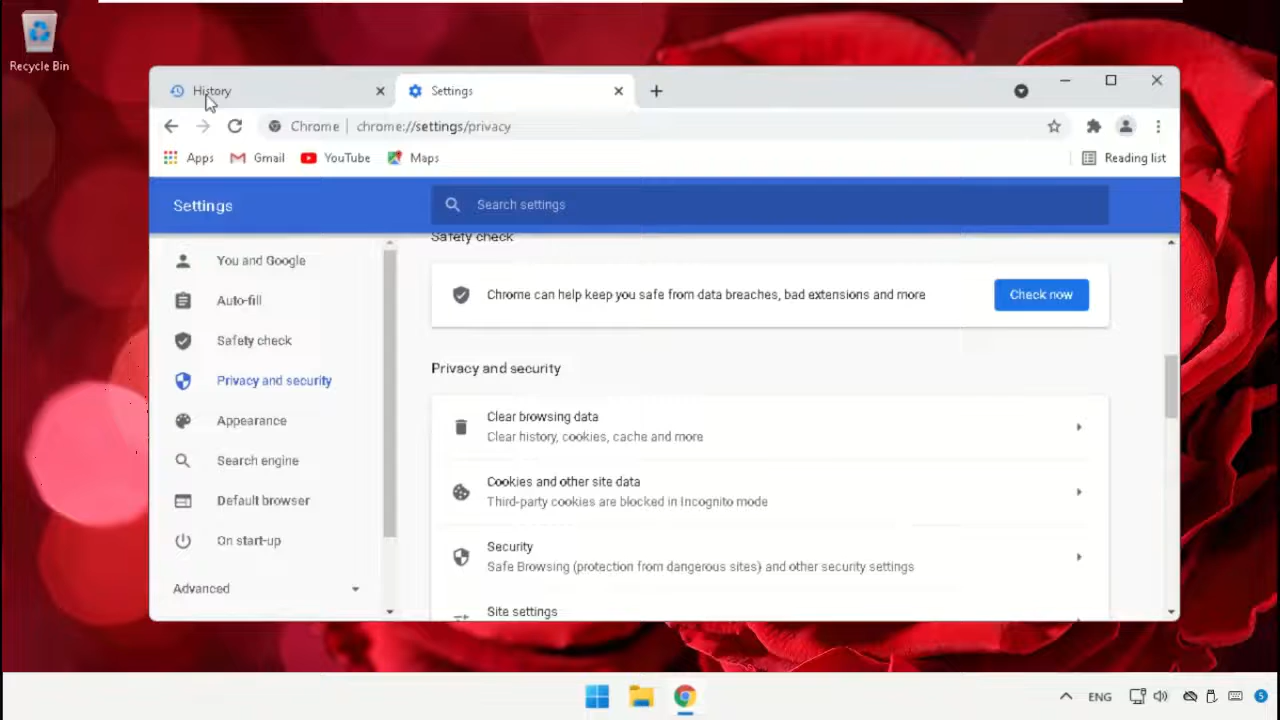 Recycle Bin
History
Settings
Chrome | chrome://settings/privacy
Apps Gmail YouTube Maps Reading list
Settings
Search settings
You and Google
Auto-fill
Safety check
Privacy and security
Appearance
Search engine
Default browser
On start-up
Advanced
Safety check
Chrome can help keep you safe from data breaches, bad extensions and more
Check now
Privacy and security
Clear browsing data
Clear history, cookies, cache and more
Cookies and other site data
Third-party cookies are blocked in Incognito mode
Security
Safe Browsing (protection from dangerous sites) and other security settings
Site settings
ENG
5